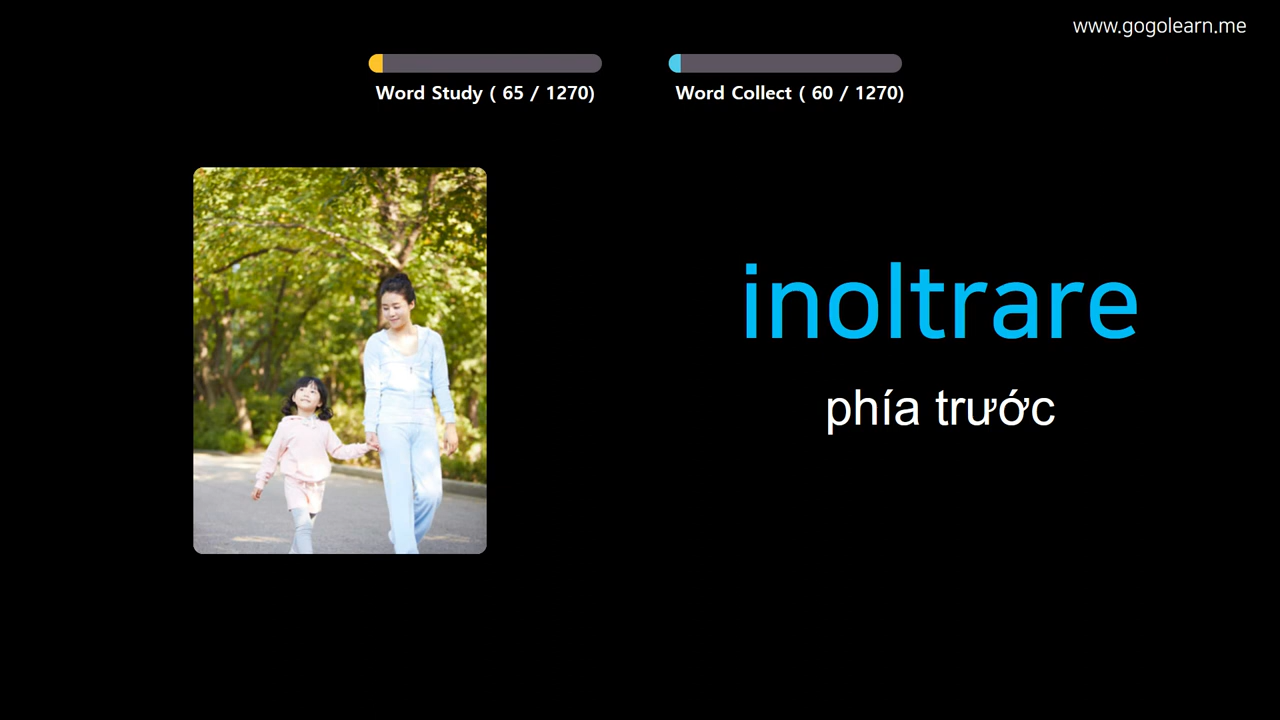 www.gogolearn.me
Word Study ( 65 / 1270)
Word Collect ( 60 / 1270)
inoltrare
phía trước